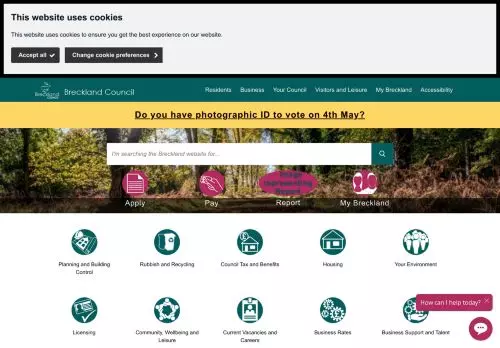 This website uses cookies
This website uses cookies to ensure you get the best experience on our website.
Accept all
Change cookie preferences
Breckland
Breckland Council
Residents
Business
Your Council
Visitors and Leisure
My Breckland
Accessibility
Do you have photographic ID to vote on 4th May?
I'm searching the Breckland website for...
Image
representing
Report
Apply
Pay
Report
My Breckland
Planning and Building
Control
Rubbish and Recycling
Council Tax and Benefits
Housing
Your Environment
How can I help today?
Licensing
Community, Wellbeing and
Leisure
Current Vacancies and
Careers
Business Rates
Business Support and Talent